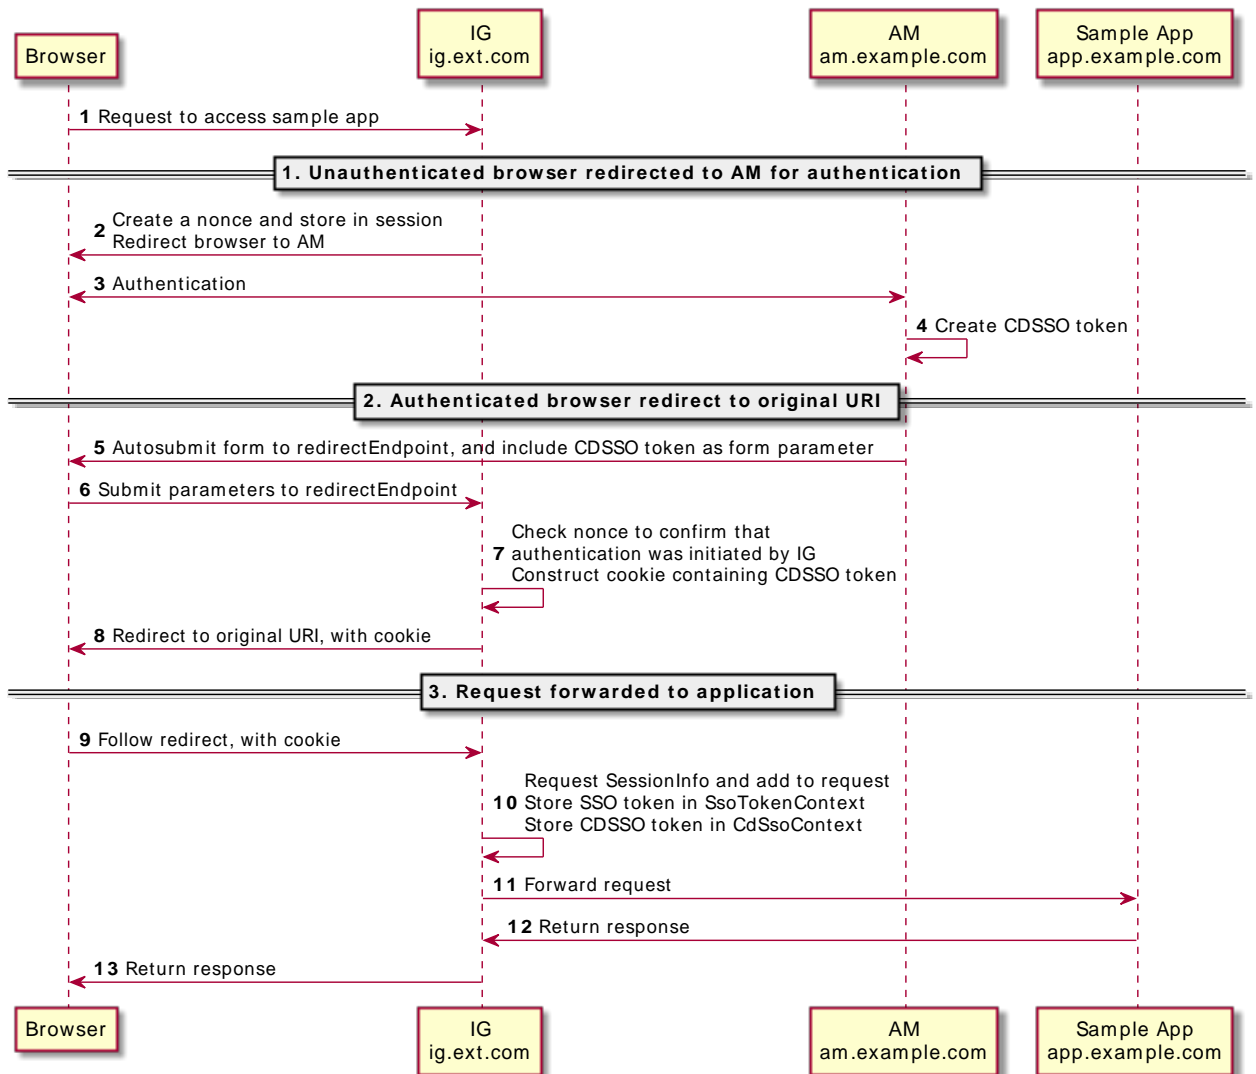 Browser
IG
ig.ext.com
AM
am.example.com
Sample App
app.example.com
1 Request to access sample app
1. Unauthenticated browser redirected to AM for authentication
2 Create a nonce and store in session
Redirect browser to AM
3 Authentication
4 Create CDSSO token
2. Authenticated browser redirect to original URI
5 Autosubmit form to redirectEndpoint, and include CDSSO token as form parameter
6 Submit parameters to redirectEndpoint
Check nonce to confirm that
7 authentication was initiated by IG
Construct cookie containing CDSSO token
8 Redirect to original URI, with cookie
3. Request forwarded to application
9 Follow redirect, with cookie
Request SessionInfo and add to request
10 Store SSO token in SsoTokenContext
Store CDSSO token in CdSsoContext
11 Forward request
12 Return response
13 Return response
Browser
IG
ig.ext.com
AM
am.example.com
Sample App
app.example.com